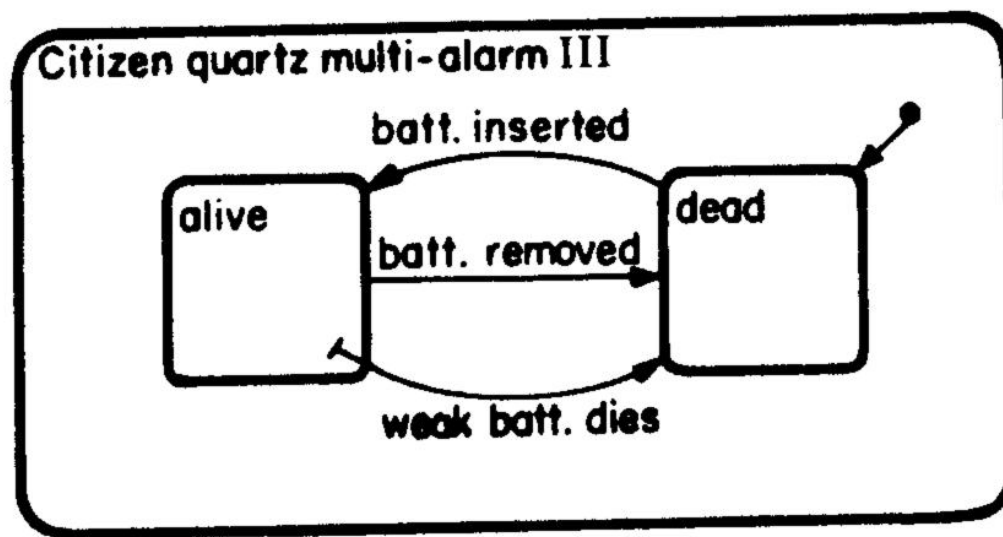 Citizen quartz multi-alarm III
batt. inserted
alive
dead
batt. removed
weak batt. dies